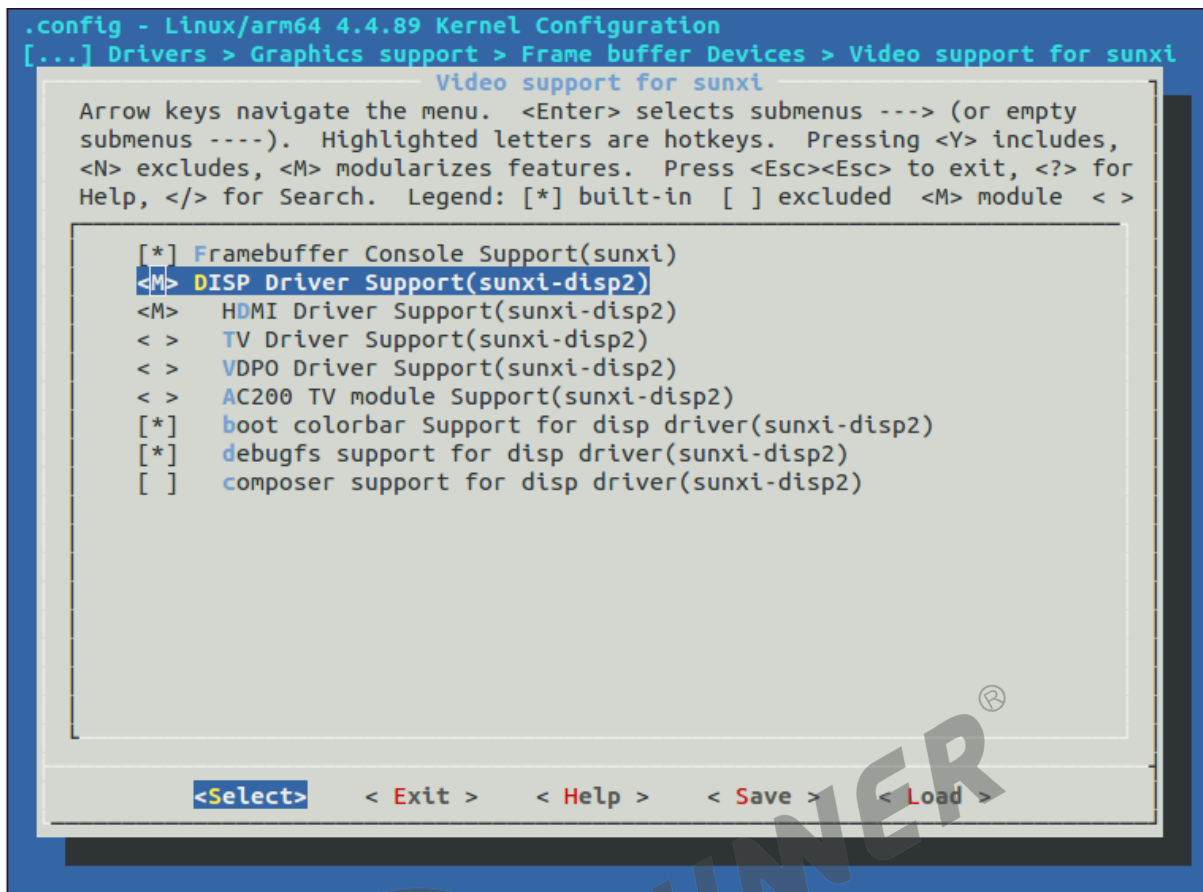 .config - Linux/arm64 4.4.89 Kernel Configuration
[...] Drivers > Graphics support > Frame buffer Devices > Video support for sunxi
Video support for sunxi
Arrow keys navigate the menu. <Enter> selects submenus ---> (or empty
submenus ----). Highlighted letters are hotkeys. Pressing <Y> includes,
<N> excludes, <M> modularizes features. Press <Esc><Esc> to exit, <?> for
Help, </> for Search. Legend: [*] built-in [ ] excluded <M> module < >
[*] Framebuffer Console Support(sunxi)
<M> DISP Driver Support(sunxi-disp2)
<M> HDMI Driver Support(sunxi-disp2)
< > TV Driver Support(sunxi-disp2)
< > VDPO Driver Support(sunxi-disp2)
< > AC200 TV module Support(sunxi-disp2)
[*] boot colorbar Support for disp driver(sunxi-disp2)
[*] debugfs support for disp driver(sunxi-disp2)
[ ] composer support for disp driver(sunxi-disp2)
<Select> < Exit > < Help > < Save > < Load >